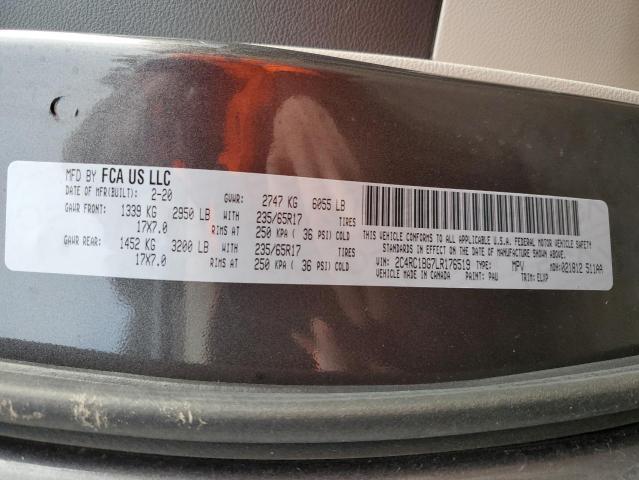 MFD BY FCA US LLC
DATE OF MFR(BUILT): 2-20 GVWR: 2747 KG 6055 LB
GAWR FRONT: 1339 KG 2950 LB WITH 235/65R17 TIRES
17X7.0 RIMS AT 250 KPA ( 36 PSI) COLD
GAWR REAR: 1452 KG 3200 LB WITH 235/65R17 TIRES
17X7.0 RIMS AT 250 KPA ( 36 PSI) COLD
THIS VEHICLE CONFORMS TO ALL APPLICABLE U.S.A. FEDERAL MOTOR VEHICLE SAFETY
STANDARDS IN EFFECT ON THE DATE OF MANUFACTURE SHOWN ABOVE.
VIN: 2C4RC1BG7LR176519 TYPE: MPV MDH:021812 511AA
VEHICLE MADE IN CANADA PAINT: PAU TRIM: ELXP